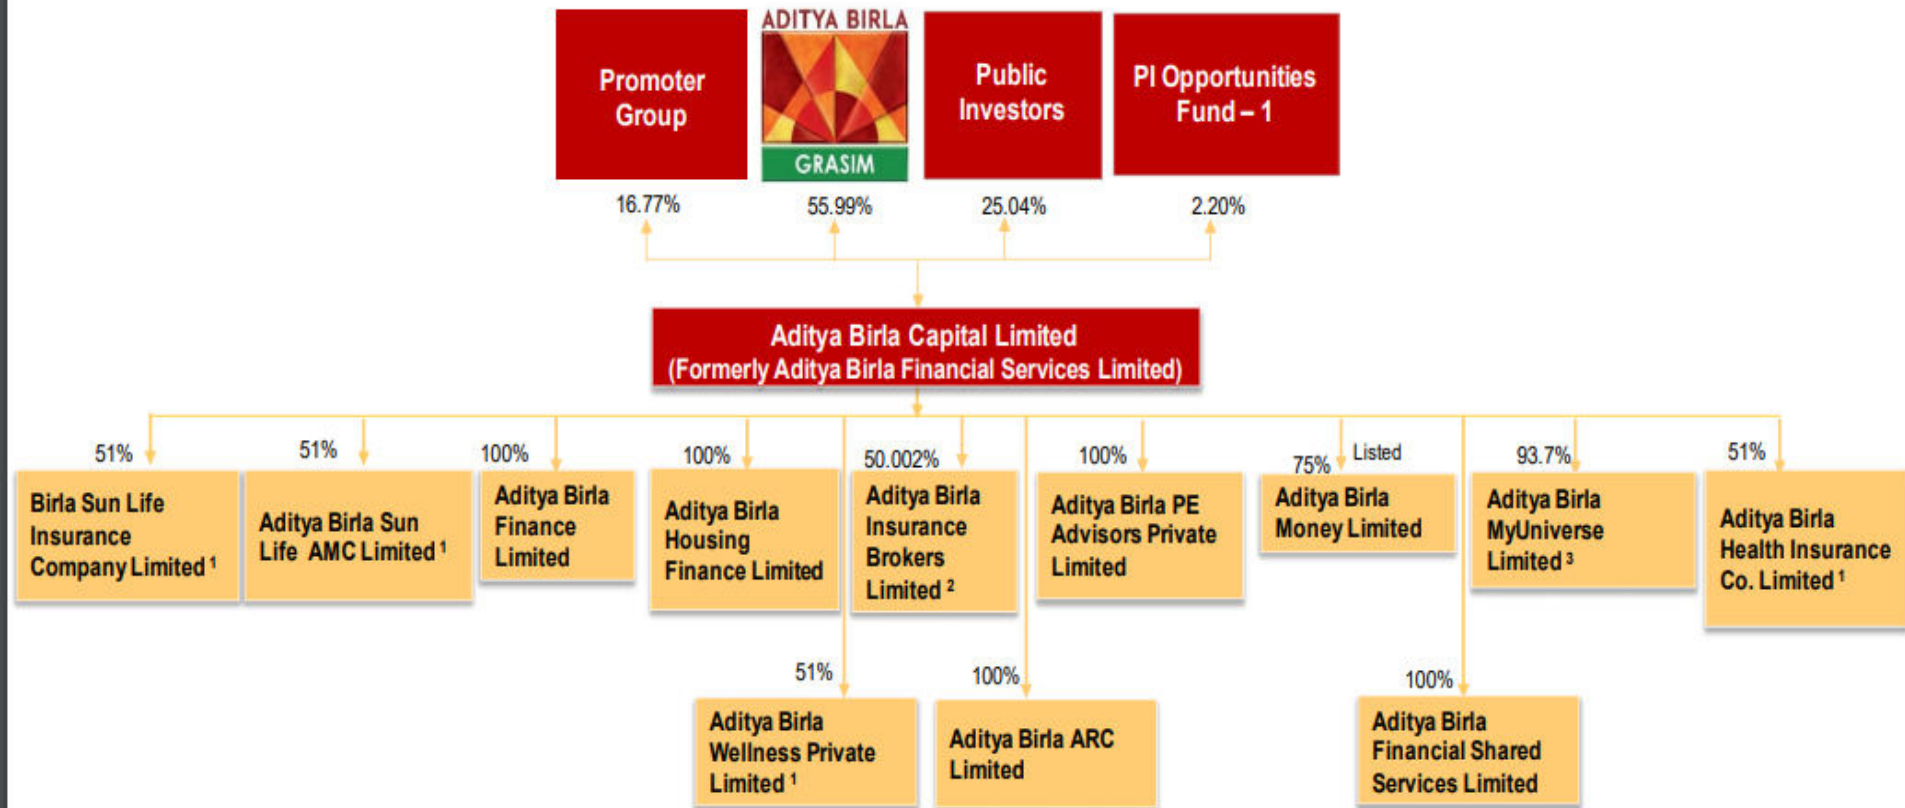 Promoter
Group
ADITYA BIRLA
GRASIM
Public
Investors
PI Opportunities
Fund – 1
16.77%
55.99%
25.04%
2.20%
Aditya Birla Capital Limited
(Formerly Aditya Birla Financial Services Limited)
51%
Birla Sun Life
Insurance
Company Limited ¹
51%
Aditya Birla Sun
Life AMC Limited ¹
100%
Aditya Birla
Finance
Limited
100%
Aditya Birla
Housing
Finance Limited
50.002%
Aditya Birla
Insurance
Brokers
Limited ²
100%
Aditya Birla PE
Advisors Private
Limited
75%
Listed
Aditya Birla
Money Limited
93.7%
Aditya Birla
MyUniverse
Limited ³
51%
Aditya Birla
Health Insurance
Co. Limited ¹
51%
Aditya Birla
Wellness Private
Limited ¹
100%
Aditya Birla ARC
Limited
100%
Aditya Birla
Financial Shared
Services Limited